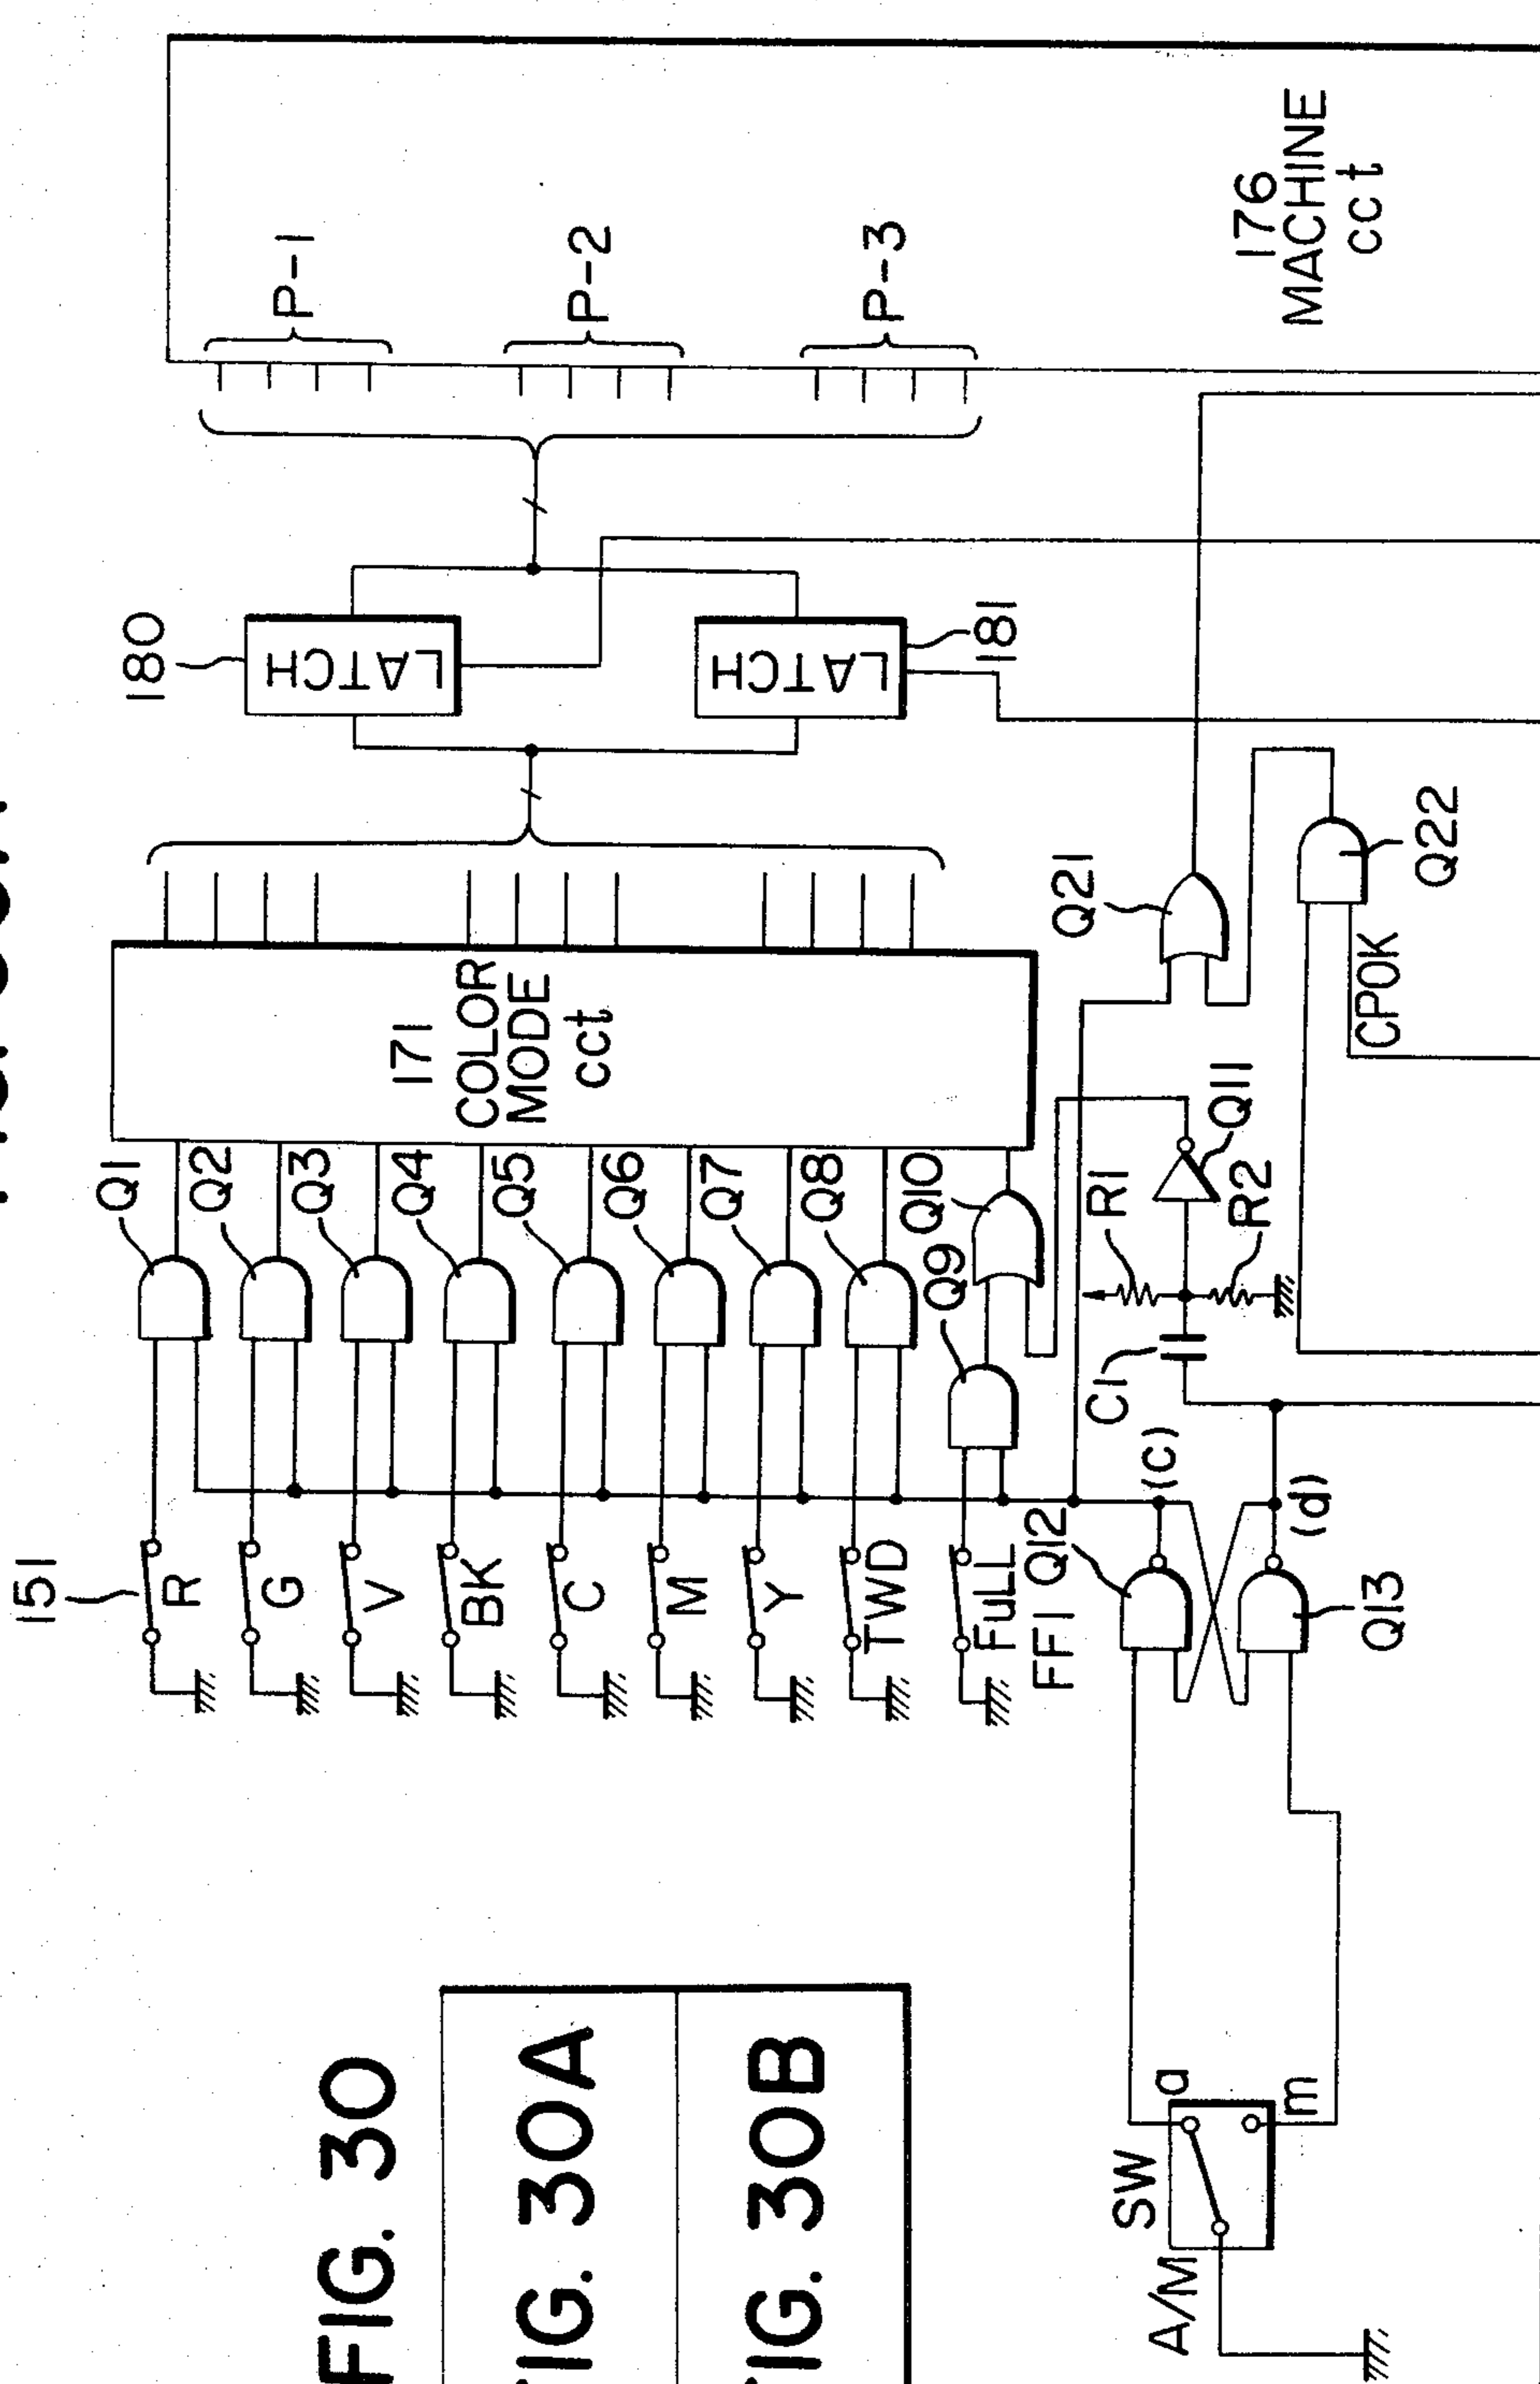 176
MACHINE
cct
P-1
P-2
P-3
180
LATCH
LATCH
181
171
COLOR
MODE
cct
Q21
Q22
CPOK
Q1
Q2
Q3
Q4
Q5
Q6
Q7
Q8
Q9
Q10
Q11
R1
R2
C1
(c)
(d)
151
R
G
V
BK
C
M
Y
TWD
FULL
FF1
Q12
Q13
SW
a
m
A/M
FIG. 30
FIG. 30A
FIG. 30B